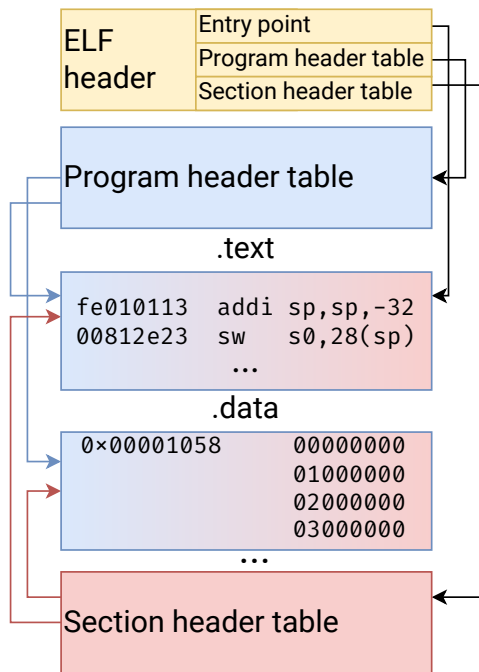 ELF header
Entry point
Program header table
Section header table
Program header table
.text
fe010113 addi sp,sp,-32
00812e23 sw s0,28(sp)
...
.data
0×00001058 00000000
01000000
02000000
03000000
...
Section header table